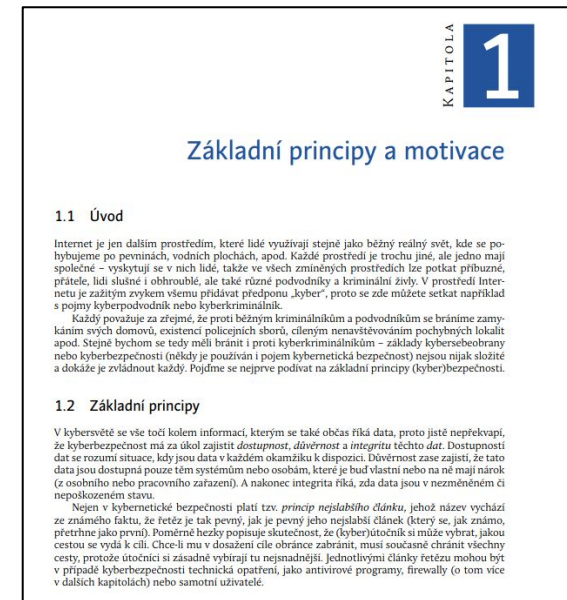 KAPITOLA
1
Základní principy a motivace
1.1 Úvod
Internet je jen dalším prostředím, které lidé využívají stejně jako běžný reálný svět, kde se po-
hybujeme po pevninách, vodních plochách, apod. Každé prostředí je trochu jiné, ale jedno mají
společné – vyskytují se v nich lidé, takže ve všech zmíněných prostředích lze potkat příbuzné,
přátele, lidi slušné i obhroublé, ale také různé podvodníky a kriminální živly. V prostředí Inter-
netu je zažitým zvykem všemu přidávat předponu „kyber“, proto se zde můžete setkat například
s pojmy kyberpodvodník nebo kyberkriminálník.
Každý považuje za zřejmé, že proti běžným kriminálníkům a podvodníkům se bráníme zamy-
káním svých domovů, existencí policejních sborů, cíleným nenavštěvováním pochybných lokalit
apod. Stejně bychom se tedy měli bránit i proti kyberkriminálníkům – základy kybersebeobrany
nebo kyberbezpečnosti (někdy je používán i pojem kybernetická bezpečnost) nejsou nijak složité
a dokáže je zvládnout každý. Pojďme se nejprve podívat na základní principy (kyber)bezpečnosti.
1.2 Základní principy
V kybersvětě se vše točí kolem informací, kterým se také občas říká data, proto jistě nepřekvapí,
že kyberbezpečnost má za úkol zajistit dostupnost, důvěrnost a integritu těchto dat. Dostupností
dat se rozumí situace, kdy jsou data v každém okamžiku k dispozici. Důvěrnost zase zajistí, že tato
data jsou dostupná pouze těm systémům nebo osobám, které je buď vlastní nebo na ně mají nárok
(z osobního nebo pracovního zařazení). A nakonec integrita říká, zda data jsou v nezměněném či
nepoškozeném stavu.
Nejen v kybernetické bezpečnosti platí tzv. princip nejslabšího článku, jehož název vychází
ze známého faktu, že řetěz je tak pevný, jak je pevný jeho nejslabší článek (který se, jak známo,
přetrhne jako první). Poměrně hezky popisuje skutečnost, že (kyber)útočník si může vybrat, jakou
cestou se vydá k cíli. Chce-li mu v dosažení cíle obránce zabránit, musí současně chránit všechny
cesty, protože útočníci si zásadně vybírají tu nejsnadnější. Jednotlivými články řetězu mohou být
v případě kyberbezpečnosti technická opatření, jako antivirové programy, firewally (o tom více
v dalších kapitolách) nebo samotní uživatelé.